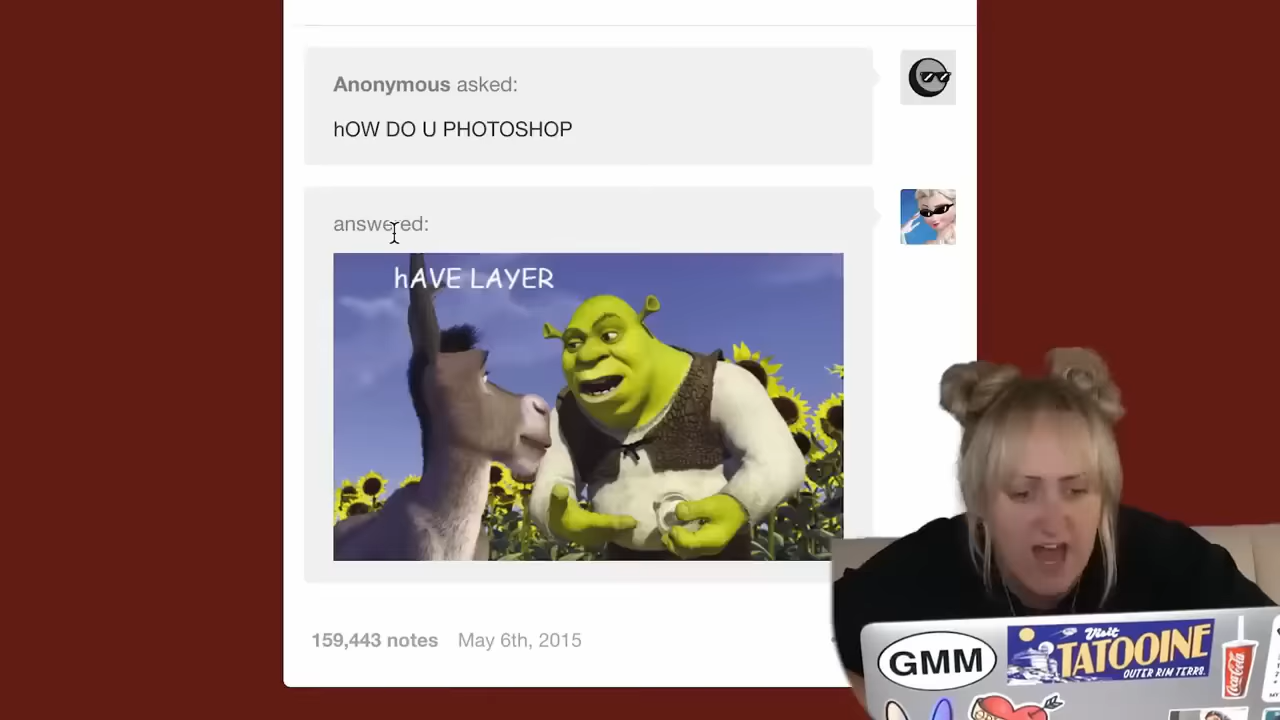 Anonymous asked:
hOW DO U PHOTOSHOP
answered:
hAVE LAYER
159,443 notes May 6th, 2015
GMM
Visit
TATOOINE
OUTER RIM TERRS.
Coca-Cola